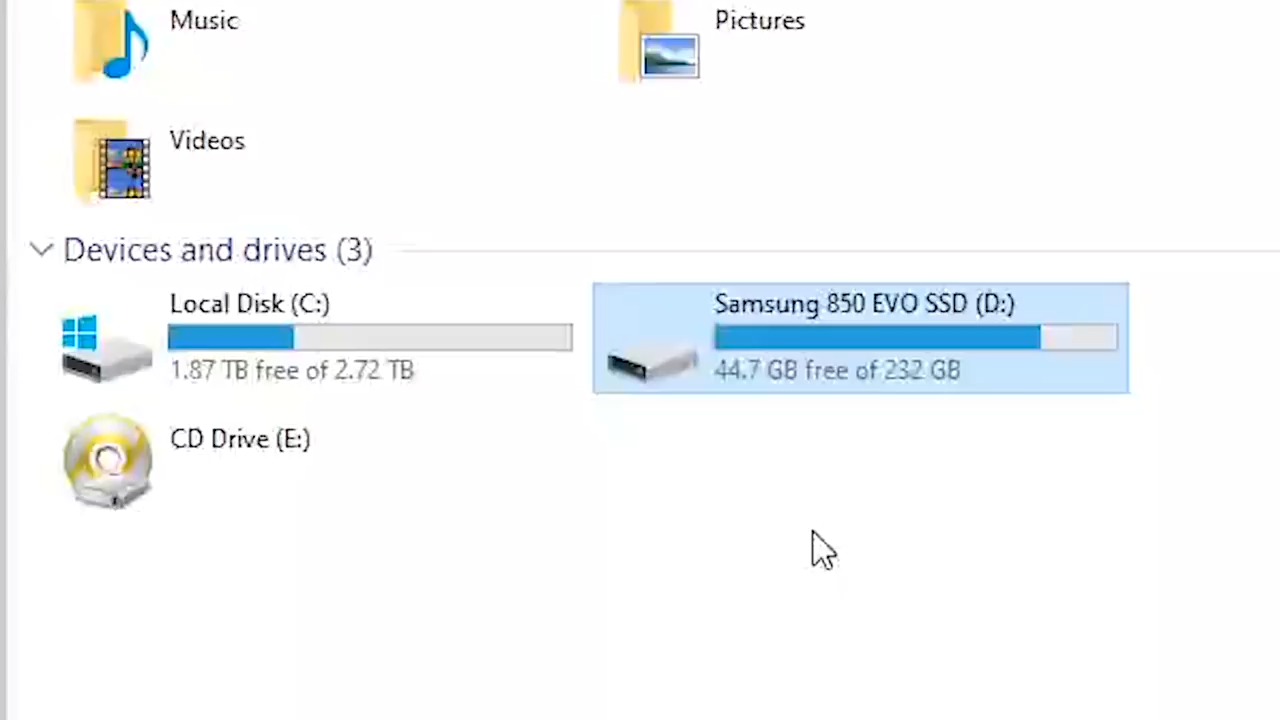 Music
Pictures
Videos
Devices and drives (3)
Local Disk (C:)
1.87 TB free of 2.72 TB
Samsung 850 EVO SSD (D:)
44.7 GB free of 232 GB
CD Drive (E:)